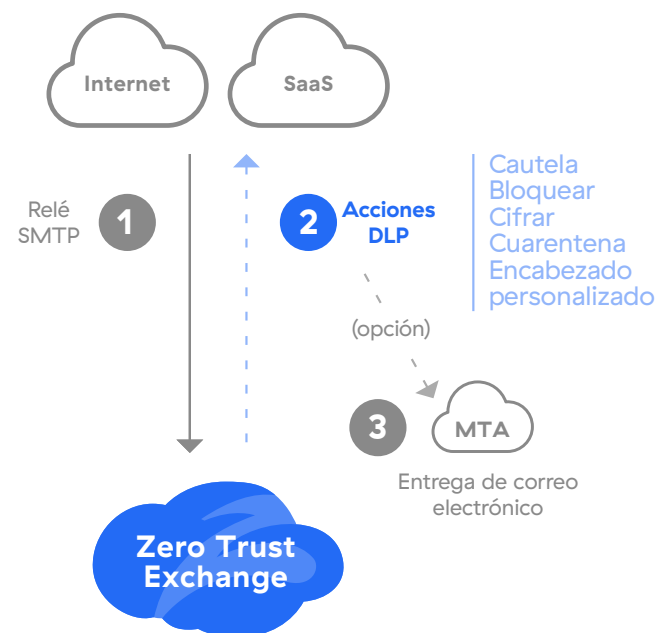 Internet
SaaS
Relé
SMTP
1
2
Acciones
DLP
Cautela
Bloquear
Cifrar
Cuarentena
Encabezado
personalizado
(opción)
3
MTA
Entrega de correo
electrónico
Zero Trust
Exchange